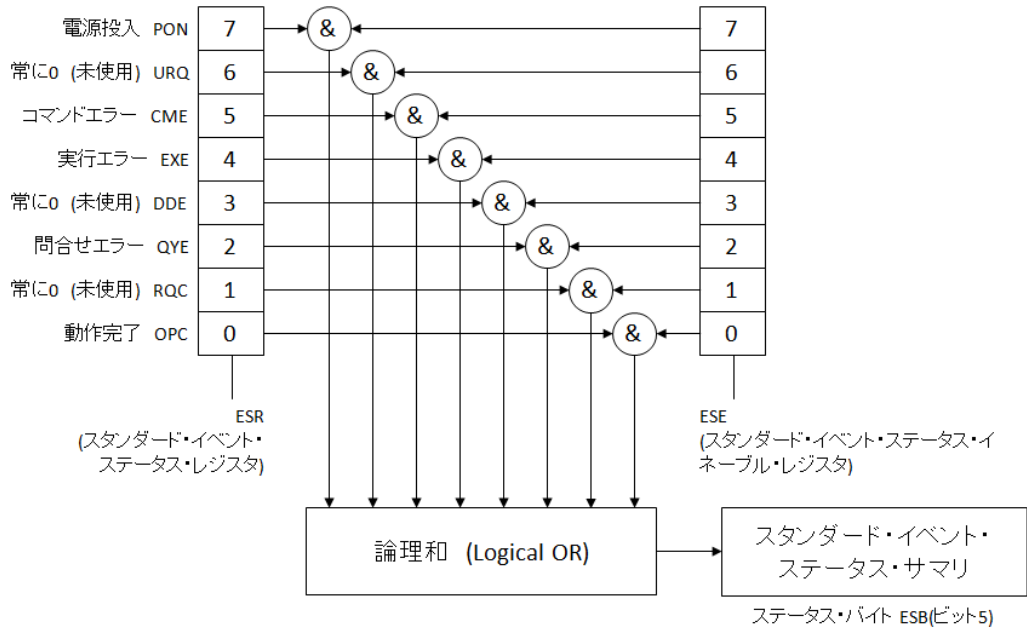 電源投入 PON 7 & 7
常に0 (未使用) URQ 6 & 6
コマンドエラー CME 5 & 5
実行エラー EXE 4 & 4
常に0 (未使用) DDE 3 & 3
問合せエラー QYE 2 & 2
常に0 (未使用) RQC 1 & 1
動作完了 OPC 0 & 0
ESR
(スタンダード・イベント・
ステータス・レジスタ)
ESE
(スタンダード・イベント・ステータス・イ
ネーブル・レジスタ)
論理和 (Logical OR)
スタンダード・イベント・
ステータス・サマリ
ステータス・バイト ESB(ビット5)